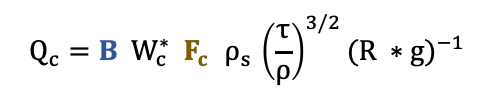 Q_c = B W_c^* F_c ρ_s (τ/ρ)^{3/2} (R * g)^{-1}